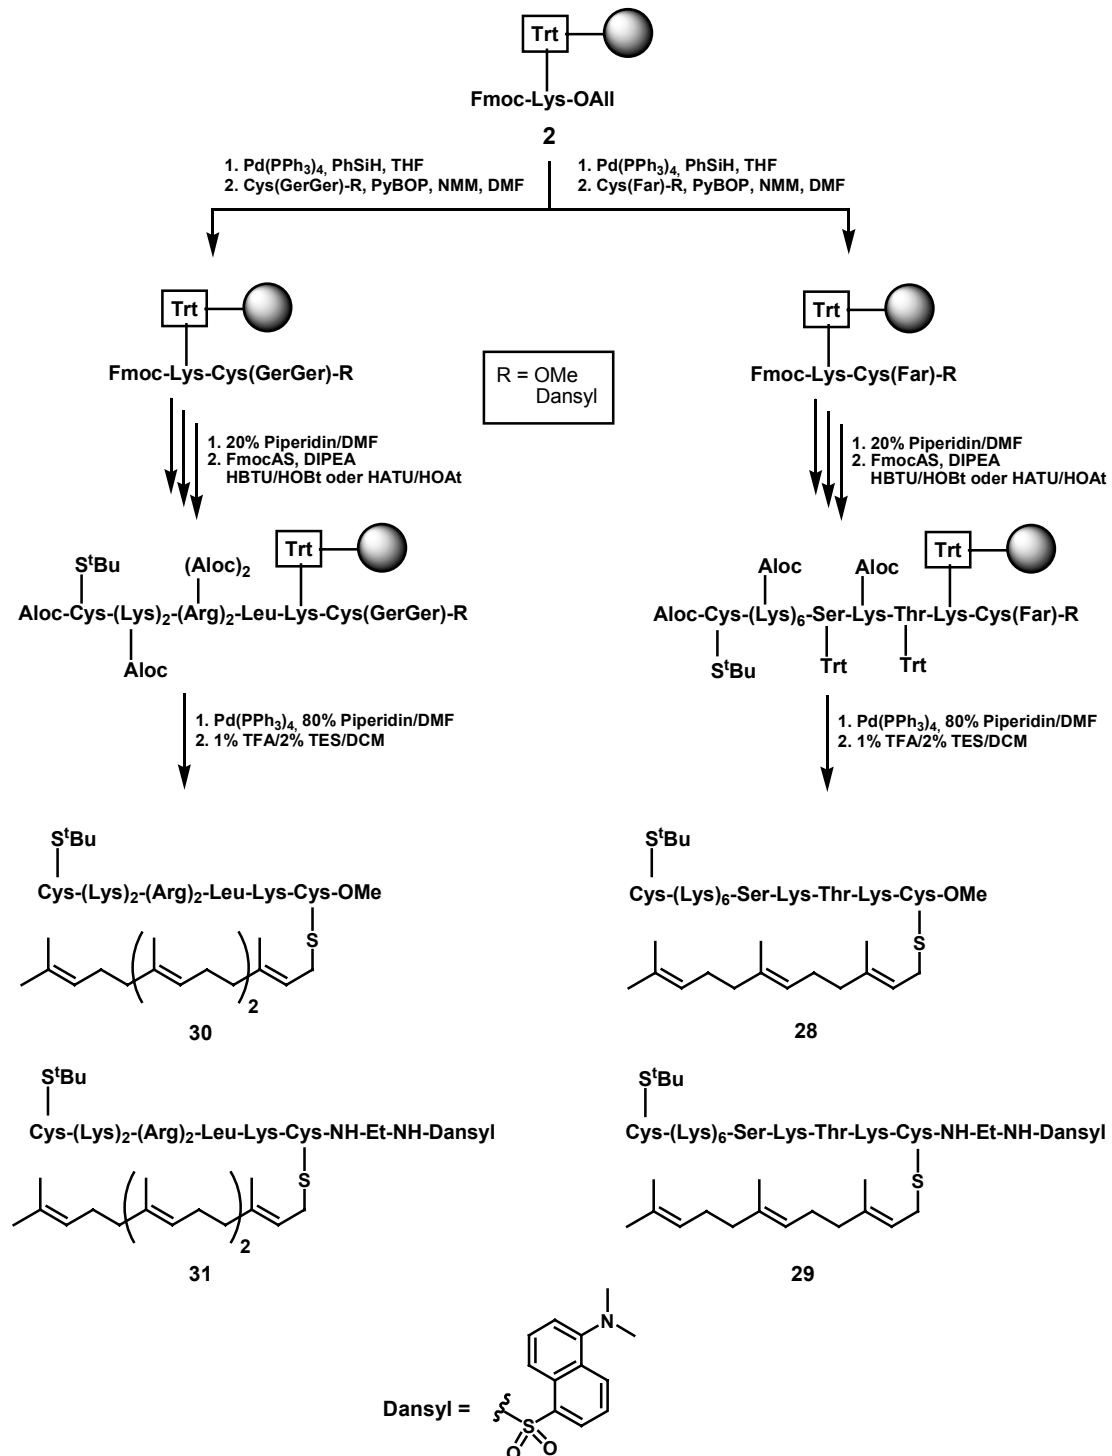 Trt
Fmoc-Lys-OAll
2
1. Pd(PPh3)4, PhSiH, THF
2. Cys(GerGer)-R, PyBOP, NMM, DMF
1. Pd(PPh3)4, PhSiH, THF
2. Cys(Far)-R, PyBOP, NMM, DMF
Trt
Fmoc-Lys-Cys(GerGer)-R
R = OMe
Dansyl
Trt
Fmoc-Lys-Cys(Far)-R
1. 20% Piperidin/DMF
2. FmocAS, DIPEA
HBTU/HOBt oder HATU/HOAt
1. 20% Piperidin/DMF
2. FmocAS, DIPEA
HBTU/HOBt oder HATU/HOAt
StBu
(Aloc)2
Trt
Aloc-Cys-(Lys)2-(Arg)2-Leu-Lys-Cys(GerGer)-R
Aloc
Aloc
Aloc
Trt
Aloc-Cys-(Lys)6-Ser-Lys-Thr-Lys-Cys(Far)-R
StBu
Trt
Trt
1. Pd(PPh3)4, 80% Piperidin/DMF
2. 1% TFA/2% TES/DCM
1. Pd(PPh3)4, 80% Piperidin/DMF
2. 1% TFA/2% TES/DCM
StBu
Cys-(Lys)2-(Arg)2-Leu-Lys-Cys-OMe
S
2
30
StBu
Cys-(Lys)6-Ser-Lys-Thr-Lys-Cys-OMe
S
28
StBu
Cys-(Lys)2-(Arg)2-Leu-Lys-Cys-NH-Et-NH-Dansyl
S
2
31
StBu
Cys-(Lys)6-Ser-Lys-Thr-Lys-Cys-NH-Et-NH-Dansyl
S
29
N
Dansyl =
S
O
O